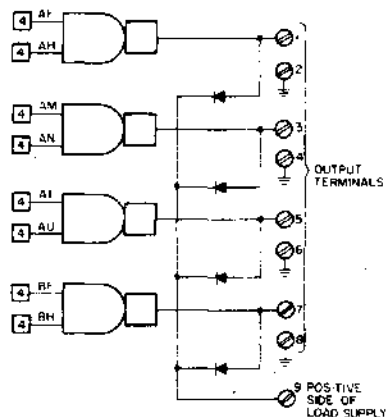 4 AF
1
4 AH
2
4 AM
3
4 AN
4
OUTPUT
TERMINALS
4 AT
5
4 AU
6
4 BF
7
4 BH
8
9 POSITIVE
SIDE OF
LOAD SUPPLY